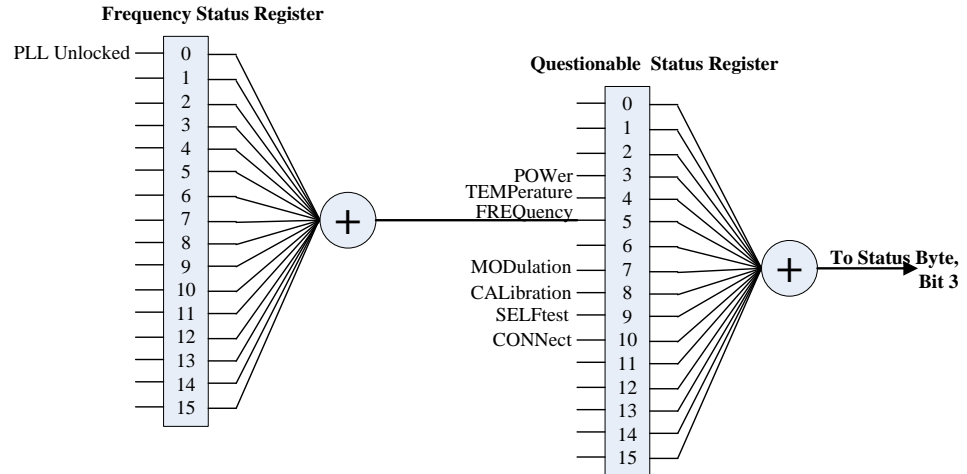 Frequency Status Register
PLL Unlocked
0
1
2
3
4
5
6
7
8
9
10
11
12
13
14
15
+
Questionable Status Register
POWer
TEMPerature
FREQuency
MODulation
CALibration
SELFtest
CONNect
0
1
2
3
4
5
6
7
8
9
10
11
12
13
14
15
+
To Status Byte,
Bit 3